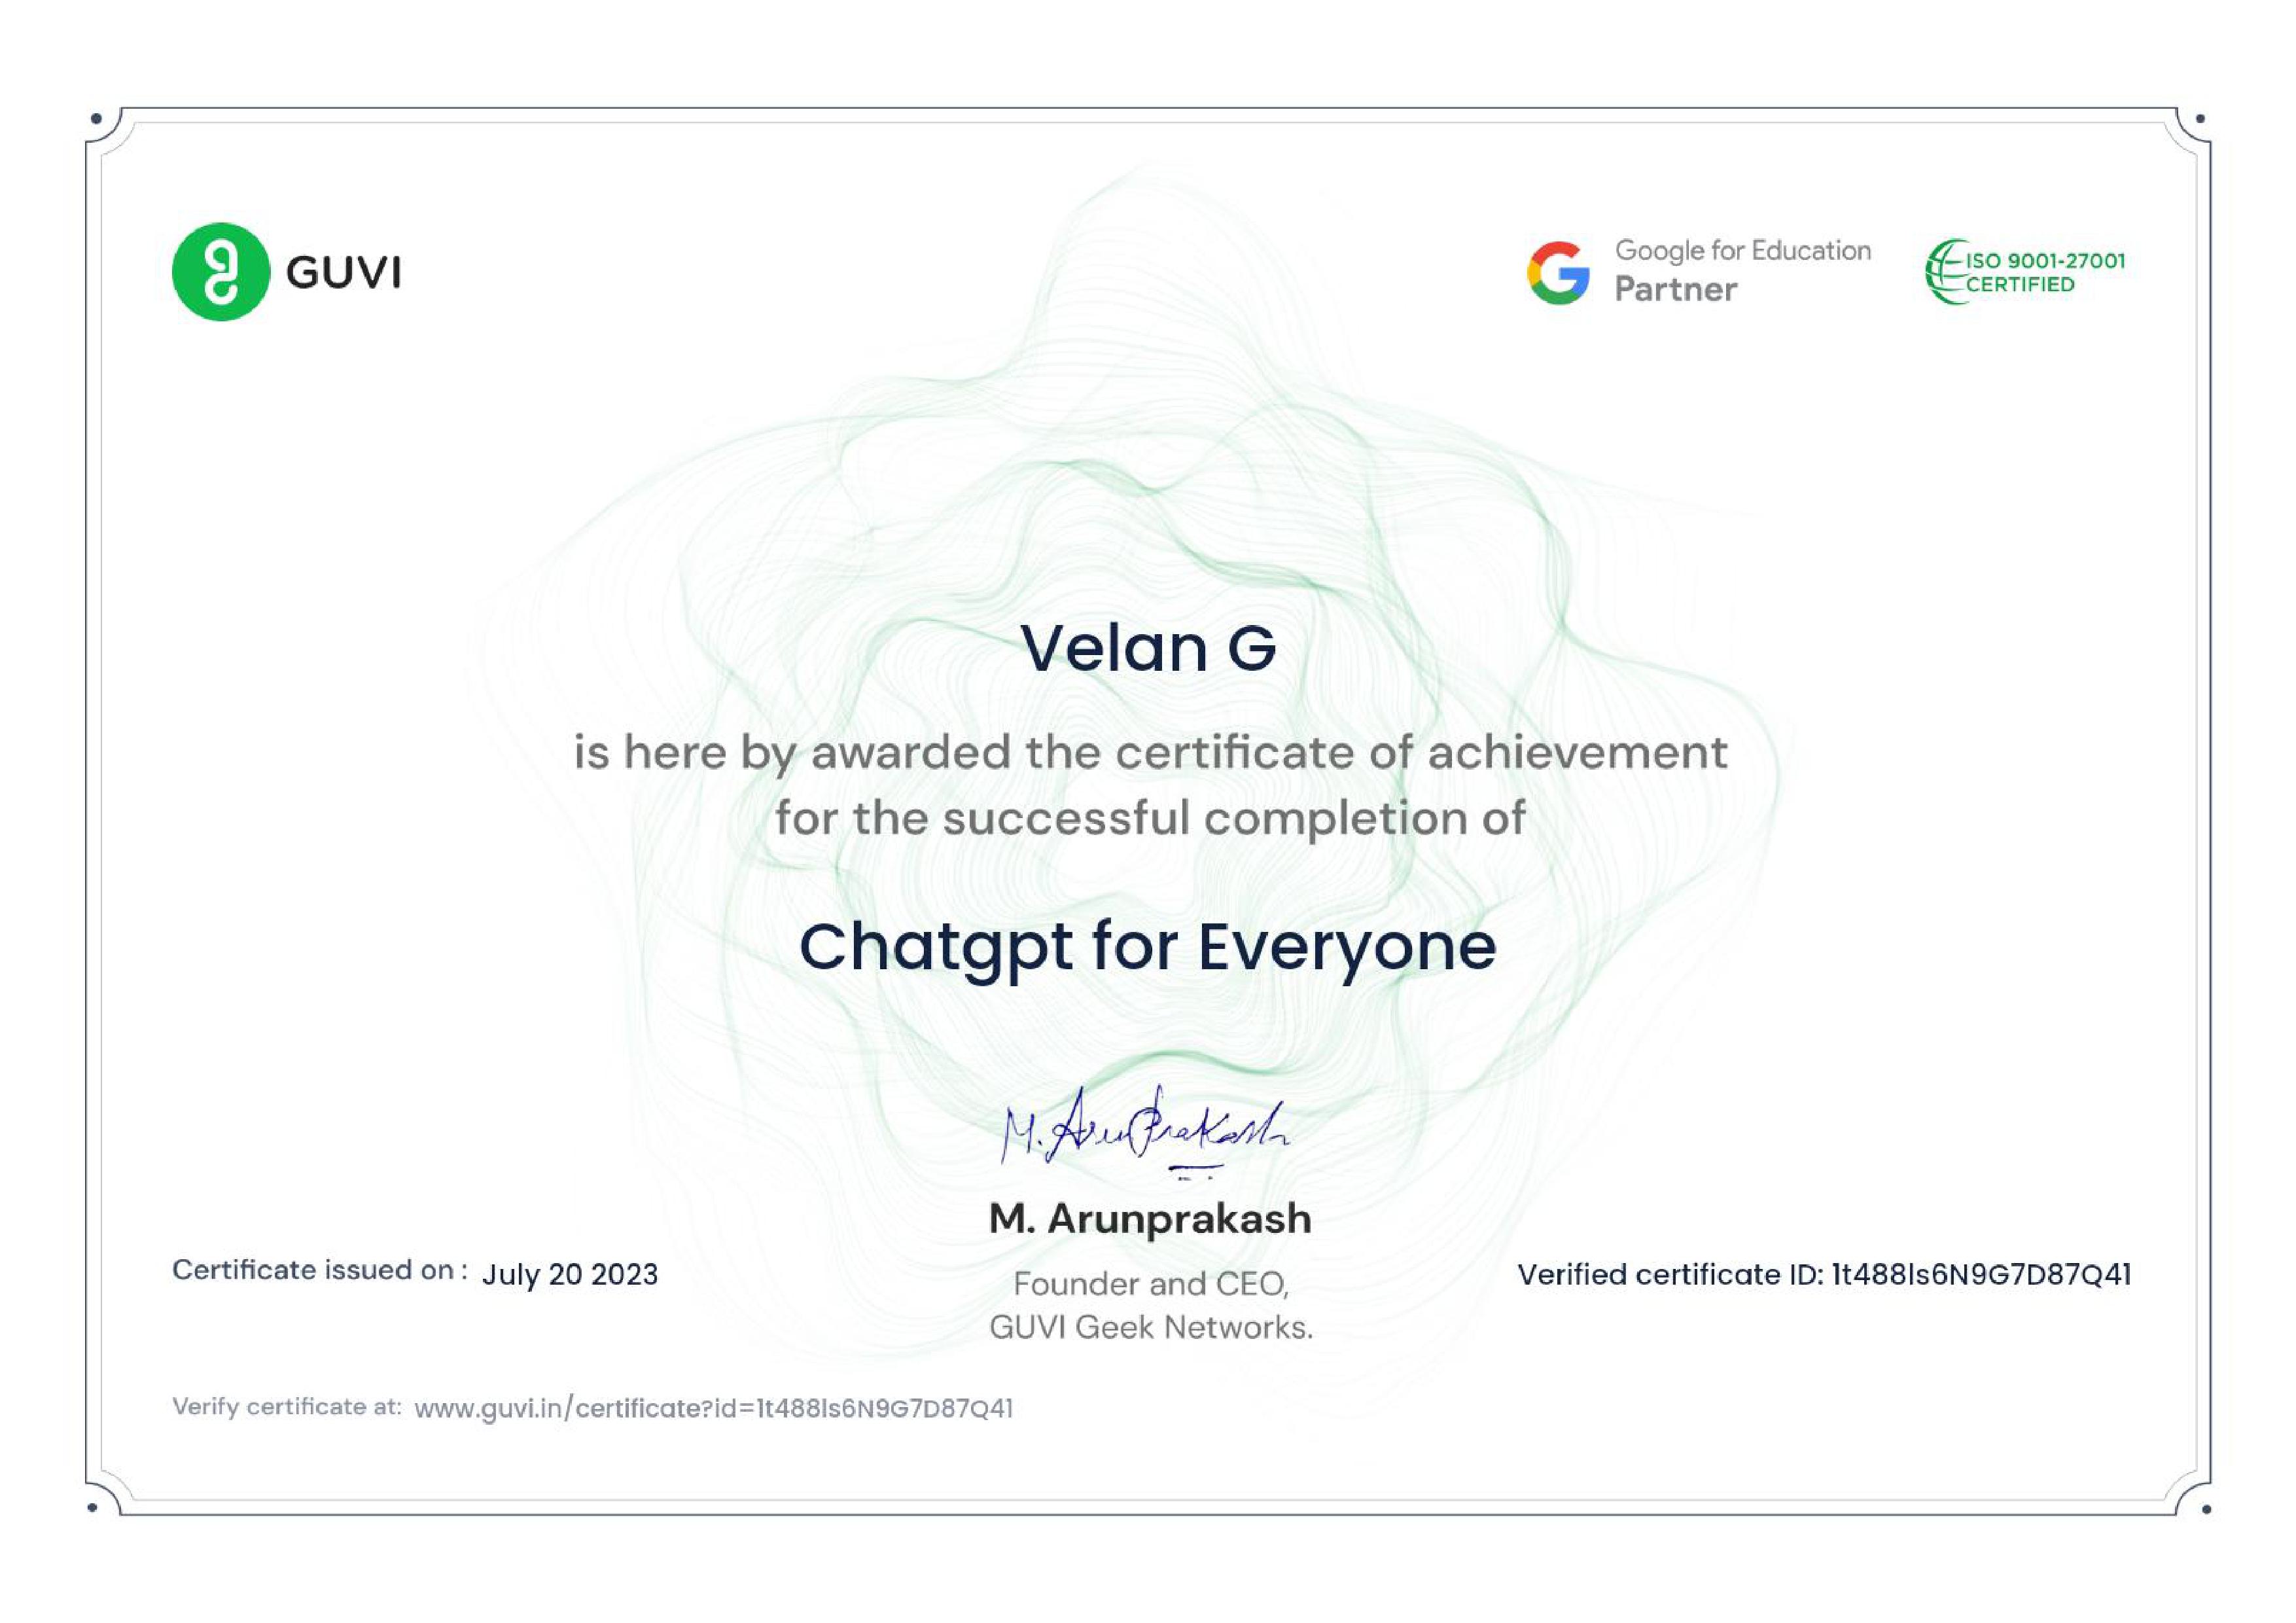 GUVI
Google for Education
Partner
ISO 9001-27001
CERTIFIED
Velan G
is here by awarded the certificate of achievement
for the successful completion of
Chatgpt for Everyone
M. Arunprakash
M. Arunprakash
Founder and CEO,
GUVI Geek Networks.
Certificate issued on : July 20 2023
Verified certificate ID: 1t488ls6N9G7D87Q41
Verify certificate at: www.guvi.in/certificate?id=1t488ls6N9G7D87Q41